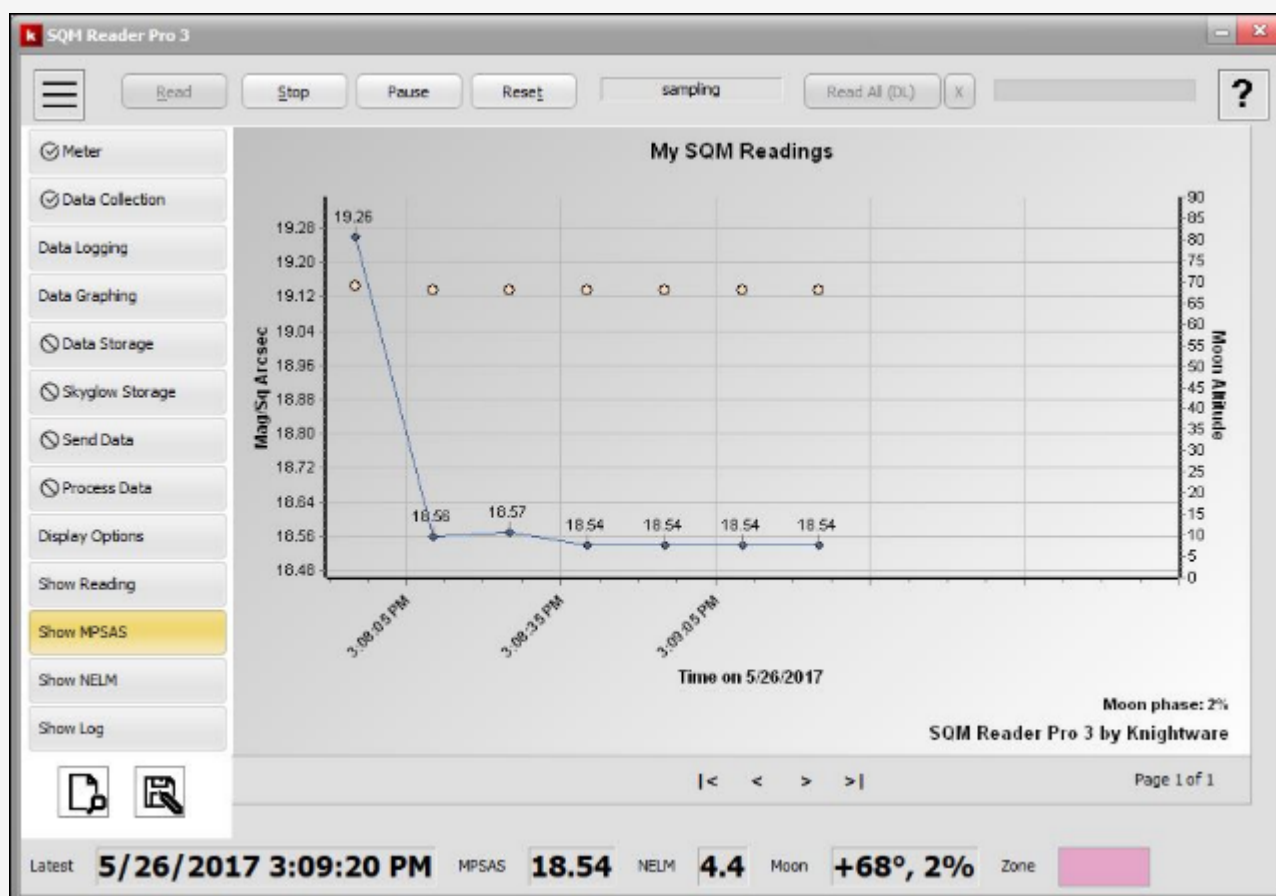 k SQM Reader Pro 3
Read Stop Pause Reset sampling Read All (DL) X ?
Meter
Data Collection
Data Logging
Data Graphing
Data Storage
Skyglow Storage
Send Data
Process Data
Display Options
Show Reading
Show MPSAS
Show NELM
Show Log
My SQM Readings
Mag/Sq Arcsec
19.28
19.20
19.12
19.04
18.96
18.88
18.80
18.72
18.64
18.56
18.48
19.26
18.56 18.57 18.54 18.54 18.54 18.54
90
85
80
75
70
65
60
55
50
45
40
35
30
25
20
15
10
5
0
Moon Altitude
3:08:05 PM 3:08:35 PM 3:09:05 PM
Time on 5/26/2017
Moon phase: 2%
SQM Reader Pro 3 by Knightware
|< < > >| Page 1 of 1
Latest 5/26/2017 3:09:20 PM MPSAS 18.54 NELM 4.4 Moon +68°, 2% Zone